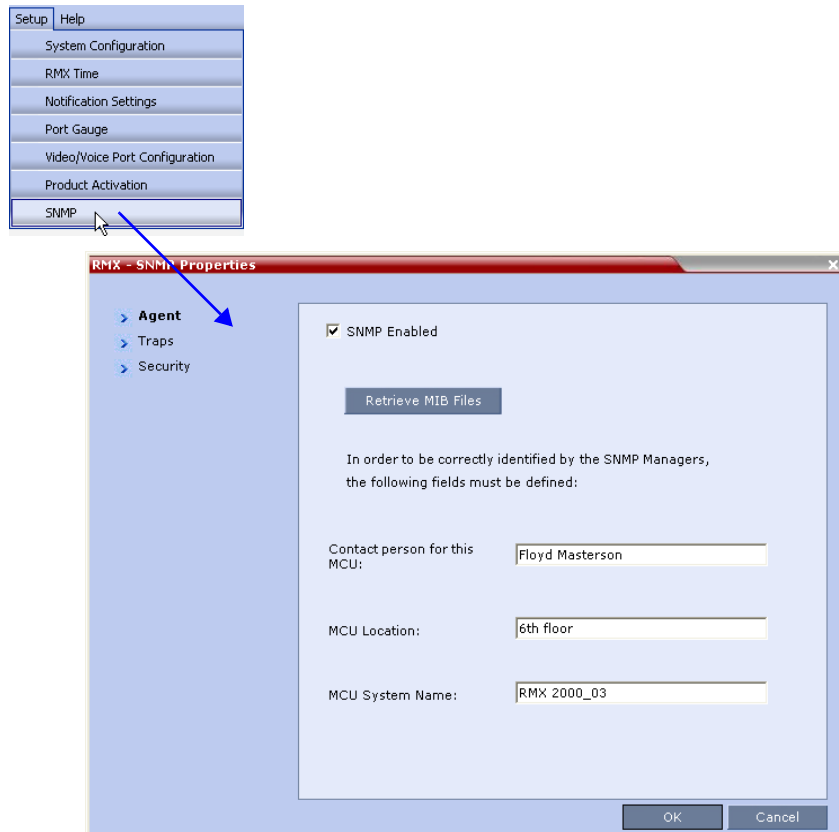 Setup Help
System Configuration
RMX Time
Notification Settings
Port Gauge
Video/Voice Port Configuration
Product Activation
SNMP
RMX - SNMP Properties
Agent
Traps
Security
SNMP Enabled
Retrieve MIB Files
In order to be correctly identified by the SNMP Managers,
the following fields must be defined:
Contact person for this
MCU:
Floyd Masterson
MCU Location:
6th floor
MCU System Name:
RMX 2000_03
OK Cancel